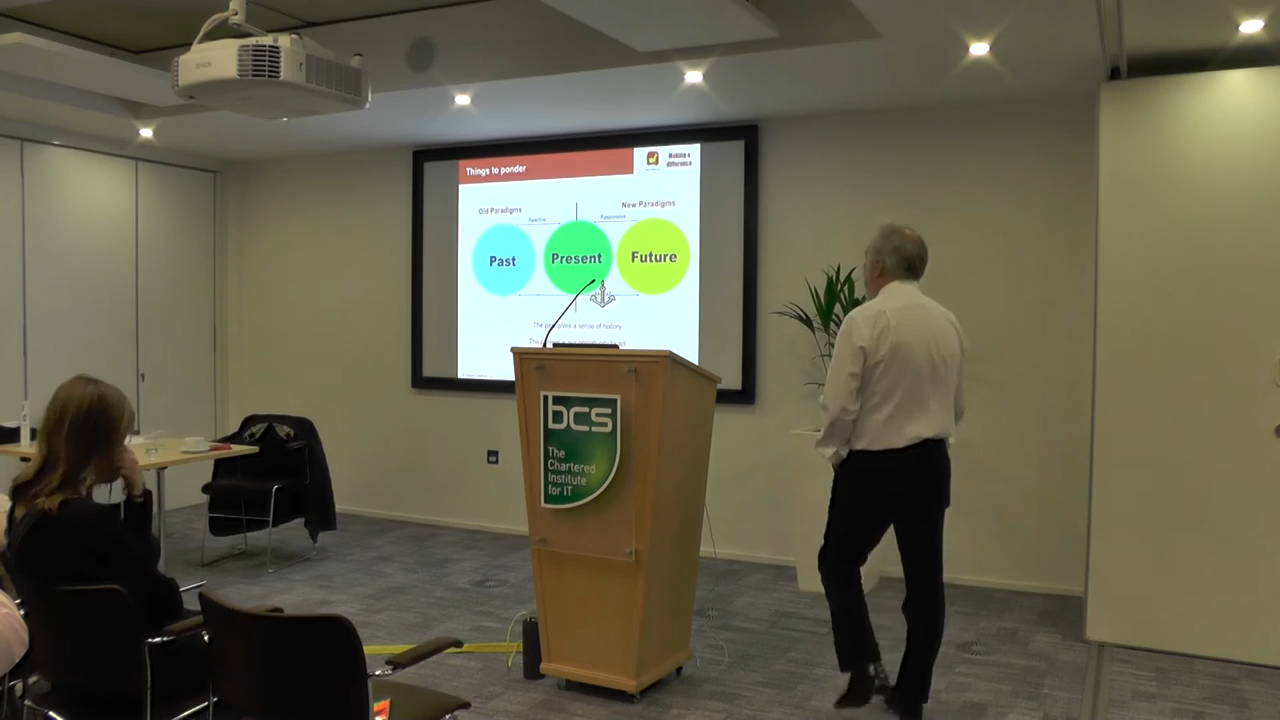 EPSON
Things to ponder
Making a
difference
Old Paradigms
New Paradigms
Reactive
Responsive
Past
Present
Future
The past gives a sense of history
bcs
The
Chartered
Institute
for IT